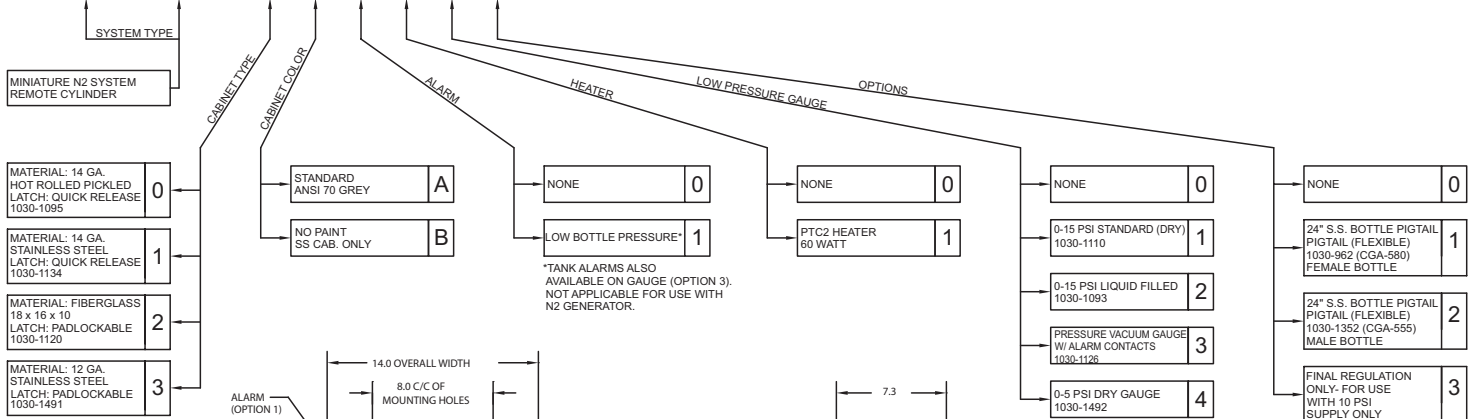 SYSTEM TYPE
MINIATURE N2 SYSTEM
REMOTE CYLINDER
CABINET TYPE
CABINET COLOR
ALARM
HEATER
LOW PRESSURE GAUGE
OPTIONS
MATERIAL: 14 GA.
HOT ROLLED PICKLED
LATCH: QUICK RELEASE
1030-1095
0
MATERIAL: 14 GA.
STAINLESS STEEL
LATCH: QUICK RELEASE
1030-1134
1
MATERIAL: FIBERGLASS
18 x 16 x 10
LATCH: PADLOCKABLE
1030-1120
2
MATERIAL: 12 GA.
STAINLESS STEEL
LATCH: PADLOCKABLE
1030-1491
3
STANDARD
ANSI 70 GREY
A
NO PAINT
SS CAB. ONLY
B
NONE
0
LOW BOTTLE PRESSURE*
1
*TANK ALARMS ALSO
AVAILABLE ON GAUGE (OPTION 3).
NOT APPLICABLE FOR USE WITH
N2 GENERATOR.
NONE
0
PTC2 HEATER
60 WATT
1
NONE
0
0-15 PSI STANDARD (DRY)
1030-1110
1
0-15 PSI LIQUID FILLED
1030-1093
2
PRESSURE VACUUM GAUGE
W/ ALARM CONTACTS
1030-1126
3
0-5 PSI DRY GAUGE
1030-1492
4
NONE
0
24" S.S. BOTTLE PIGTAIL
PIGTAIL (FLEXIBLE)
1030-962 (CGA-580)
FEMALE BOTTLE
1
24" S.S. BOTTLE PIGTAIL
PIGTAIL (FLEXIBLE)
1030-1352 (CGA-555)
MALE BOTTLE
2
FINAL REGULATION
ONLY- FOR USE
WITH 10 PSI
SUPPLY ONLY
3
14.0 OVERALL WIDTH
8.0 C/C OF
MOUNTING HOLES
ALARM
(OPTION 1)
7.3